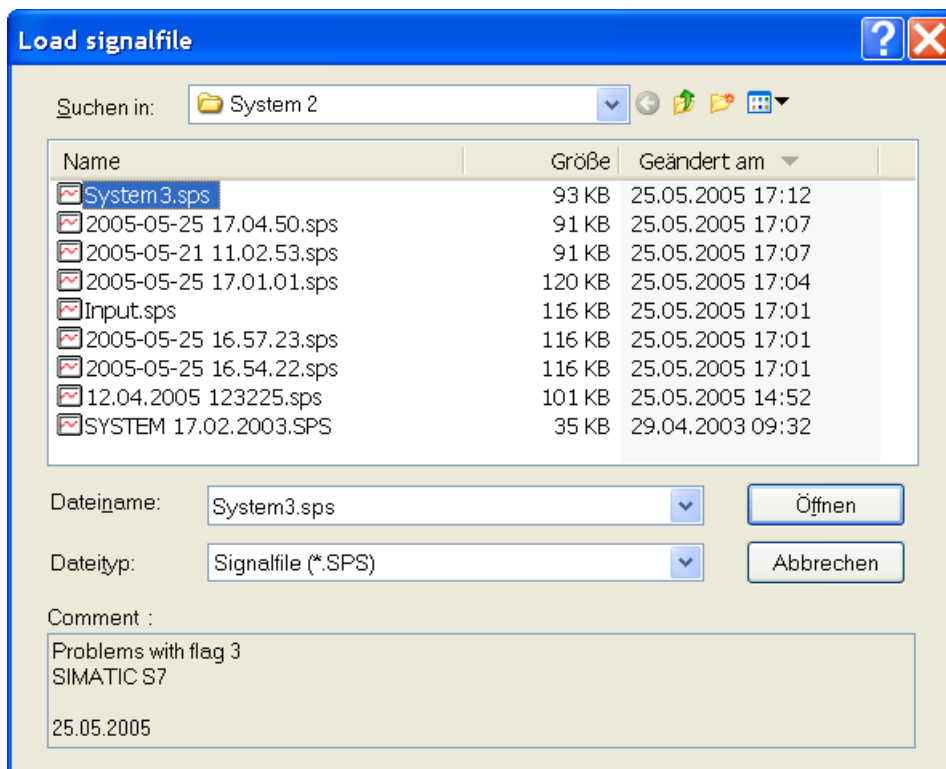 Load signalfile
Suchen in: System 2
Name Größe Geändert am
System3.sps 93 KB 25.05.2005 17:12
2005-05-25 17.04.50.sps 91 KB 25.05.2005 17:07
2005-05-21 11.02.53.sps 91 KB 25.05.2005 17:07
2005-05-25 17.01.01.sps 120 KB 25.05.2005 17:04
Input.sps 116 KB 25.05.2005 17:01
2005-05-25 16.57.23.sps 116 KB 25.05.2005 17:01
2005-05-25 16.54.22.sps 116 KB 25.05.2005 17:01
12.04.2005 123225.sps 101 KB 25.05.2005 14:52
SYSTEM 17.02.2003.SPS 35 KB 29.04.2003 09:32
Dateiname: System3.sps Öffnen
Dateityp: Signalfile (*.SPS) Abbrechen
Comment :
Problems with flag 3
SIMATIC S7
25.05.2005